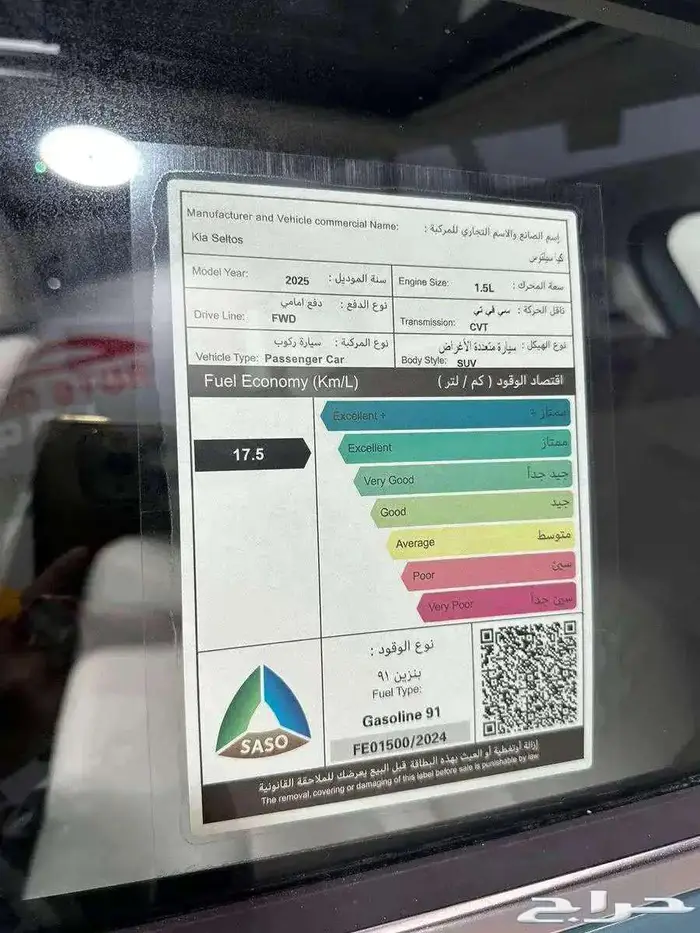 Manufacturer and Vehicle commercial Name: إسم الصانع والاسم التجاري للمركبة :
Kia Seltos كيا سيلتوس
Model Year: 2025 سنة الموديل :
Engine Size: 1.5L سعة المحرك :
Drive Line: FWD نوع الدفع : دفع امامي
Transmission: CVT ناقل الحركة : سي في تي
Vehicle Type: Passenger Car نوع المركبة : سيارة ركوب
Body Style: SUV نوع الهيكل : سيارة متعددة الأغراض
Fuel Economy (Km/L) اقتصاد الوقود ( كم / لتر )
17.5
Excellent + ممتاز +
Excellent ممتاز
Very Good جيد جداً
Good جيد
Average متوسط
Poor سيئ
Very Poor سيئ جداً
SASO
نوع الوقود :
بنزين ٩١
Fuel Type:
Gasoline 91
FE01500/2024
إزالة أوتغطية أو العبث بهذه البطاقة قبل البيع يعرضك للملاحقة القانونية
The removal, covering or damaging of this label before sale is punishable by law
حراج